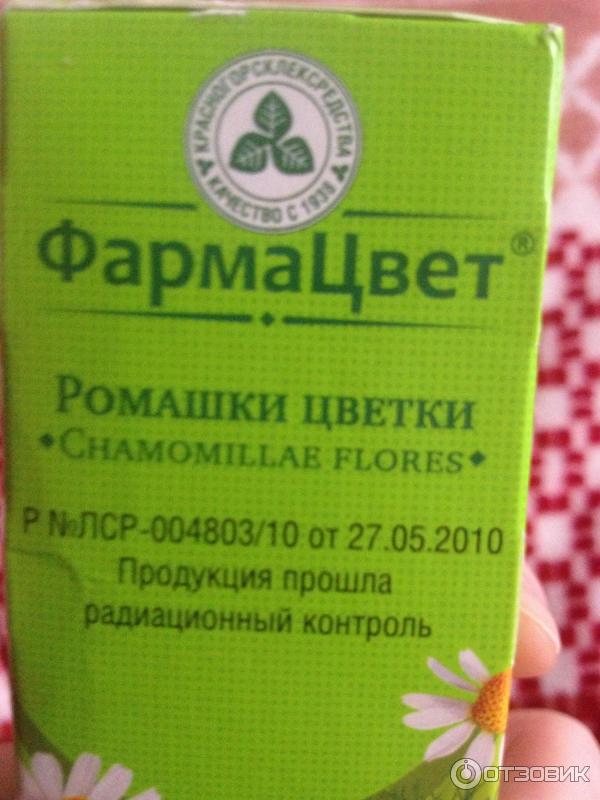 КРАСНОГОРСКЛЕКСРЕДСТВА
КАЧЕСТВО С 1938
ФармаЦвет®
РОМАШКИ ЦВЕТКИ
CHAMOMILLAE FLORES
Р №ЛСР-004803/10 от 27.05.2010
Продукция прошла
радиационный контроль
ОТЗОВИК